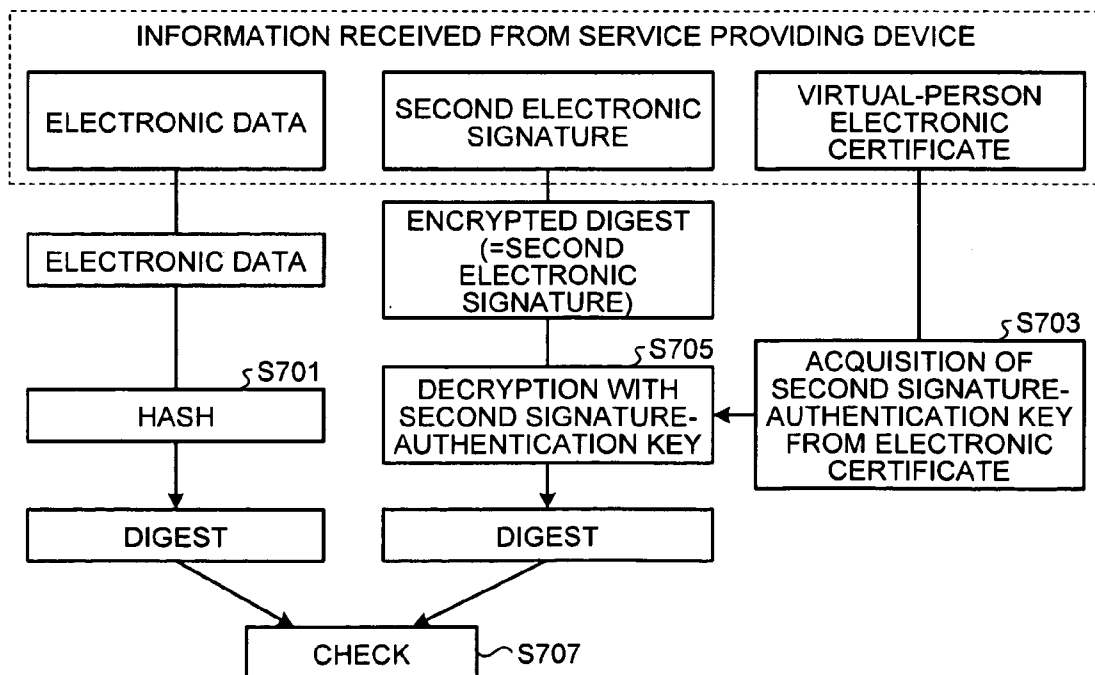 INFORMATION RECEIVED FROM SERVICE PROVIDING DEVICE
ELECTRONIC DATA
SECOND ELECTRONIC
SIGNATURE
VIRTUAL-PERSON
ELECTRONIC
CERTIFICATE
ELECTRONIC DATA
ENCRYPTED DIGEST
(=SECOND
ELECTRONIC
SIGNATURE)
S701
HASH
S705
DECRYPTION WITH
SECOND SIGNATURE-
AUTHENTICATION KEY
S703
ACQUISITION OF
SECOND SIGNATURE-
AUTHENTICATION KEY
FROM ELECTRONIC
CERTIFICATE
DIGEST
DIGEST
CHECK
S707